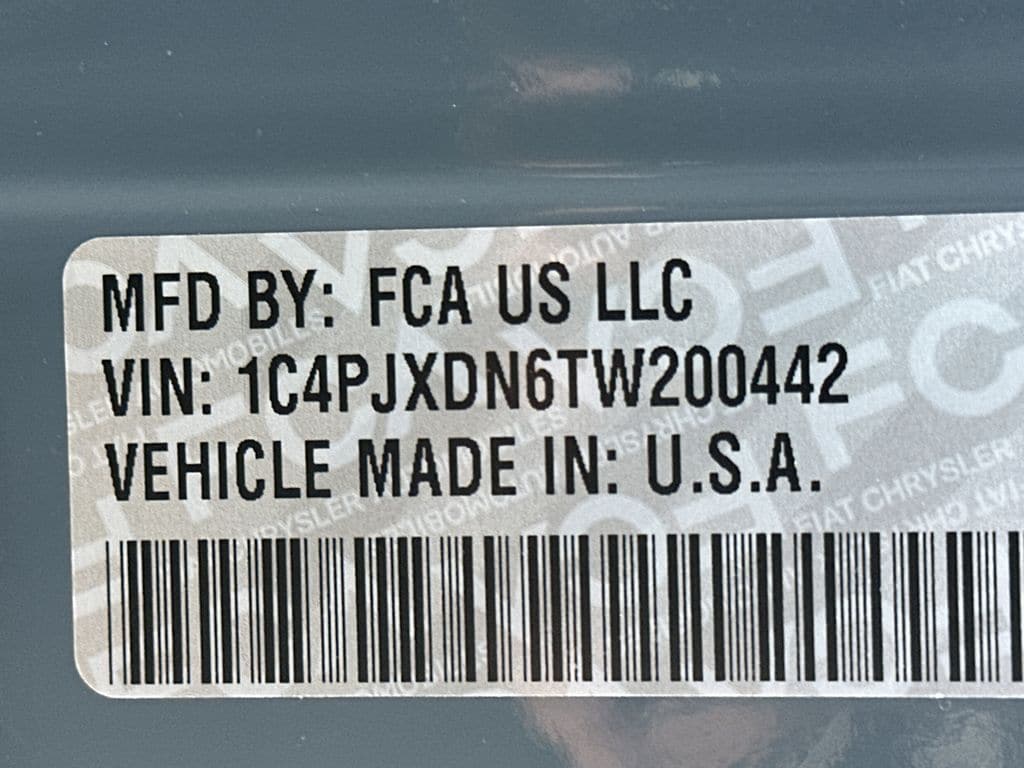 MFD BY: FCA US LLC
VIN: 1C4PJXDN6TW200442
VEHICLE MADE IN: U.S.A.